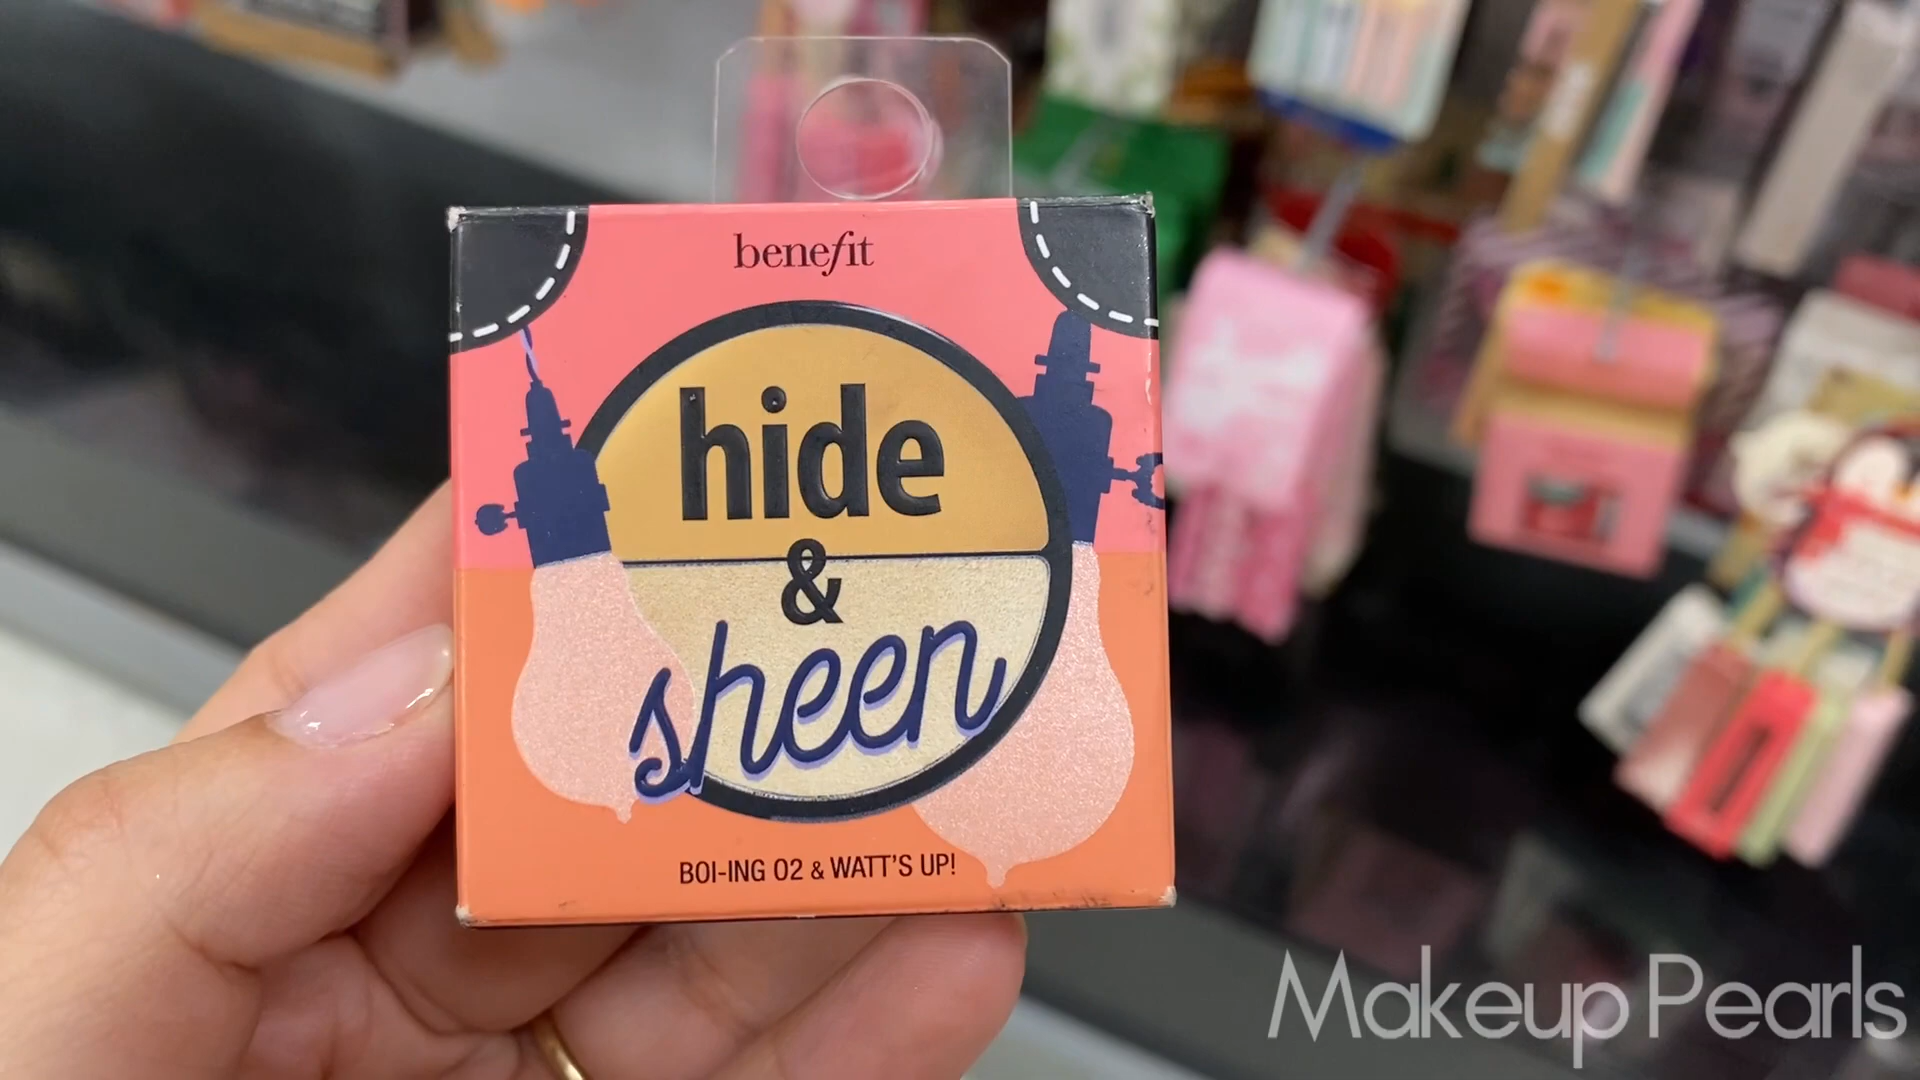 benefit
hide
&
sheen
BOI-ING 02 & WATT'S UP!
Makeup Pearls